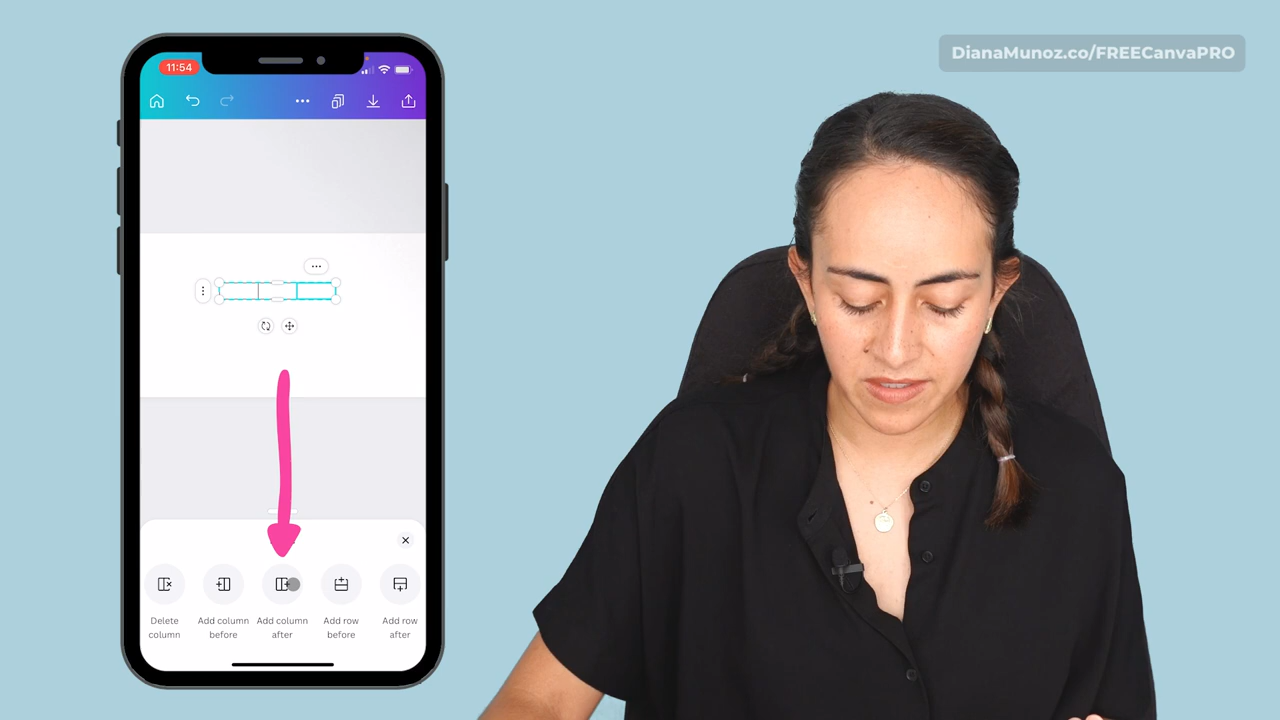 DianaMunoz.co/FREECanvaPRO
11:54
Delete
column
Add column
before
Add column
after
Add row
before
Add row
after